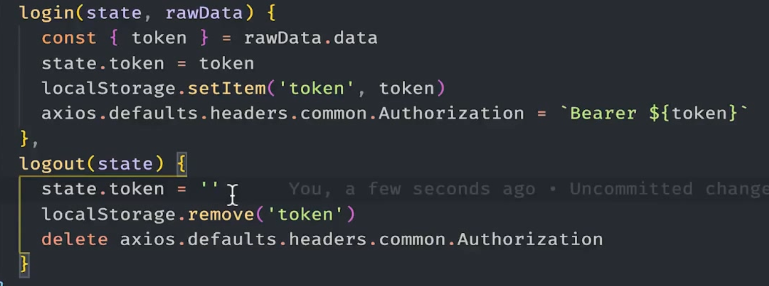 login(state, rawData) {
const { token } = rawData.data
state.token = token
localStorage.setItem('token', token)
axios.defaults.headers.common.Authorization = `Bearer ${token}`
},
logout(state) {
state.token = '' You, a few seconds ago • Uncommitted change
localStorage.remove('token')
delete axios.defaults.headers.common.Authorization
}